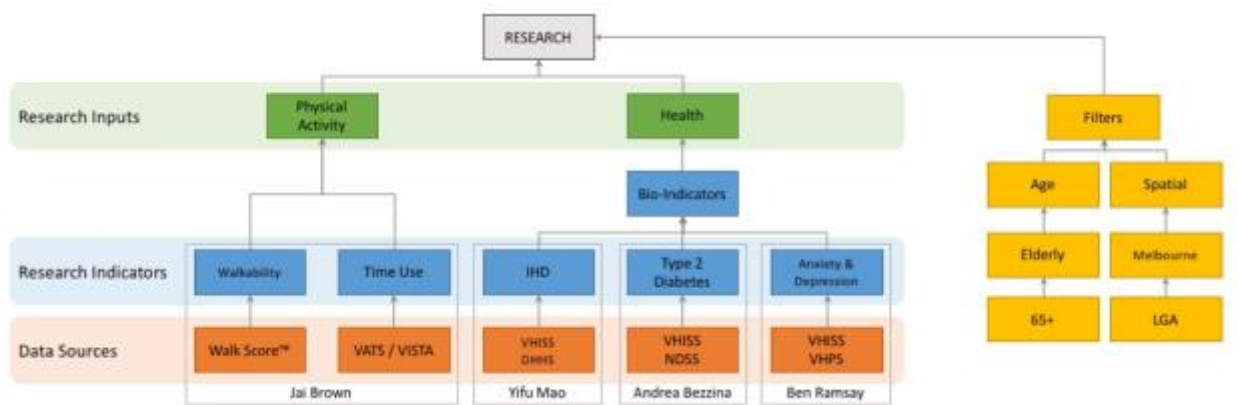 RESEARCH
Research Inputs
Physical
Activity
Health
Filters
Bio-Indicators
Age
Spatial
Research Indicators
Walkability
Time Use
IHD
Type 2
Diabetes
Anxiety &
Depression
Elderly
Melbourne
Data Sources
Walk Score™
VATS / VISTA
VHISS
DHHS
VHISS
NDSS
VHISS
VHPS
65+
LGA
Jai Brown
Yifu Mao
Andrea Bezzina
Ben Ramsay